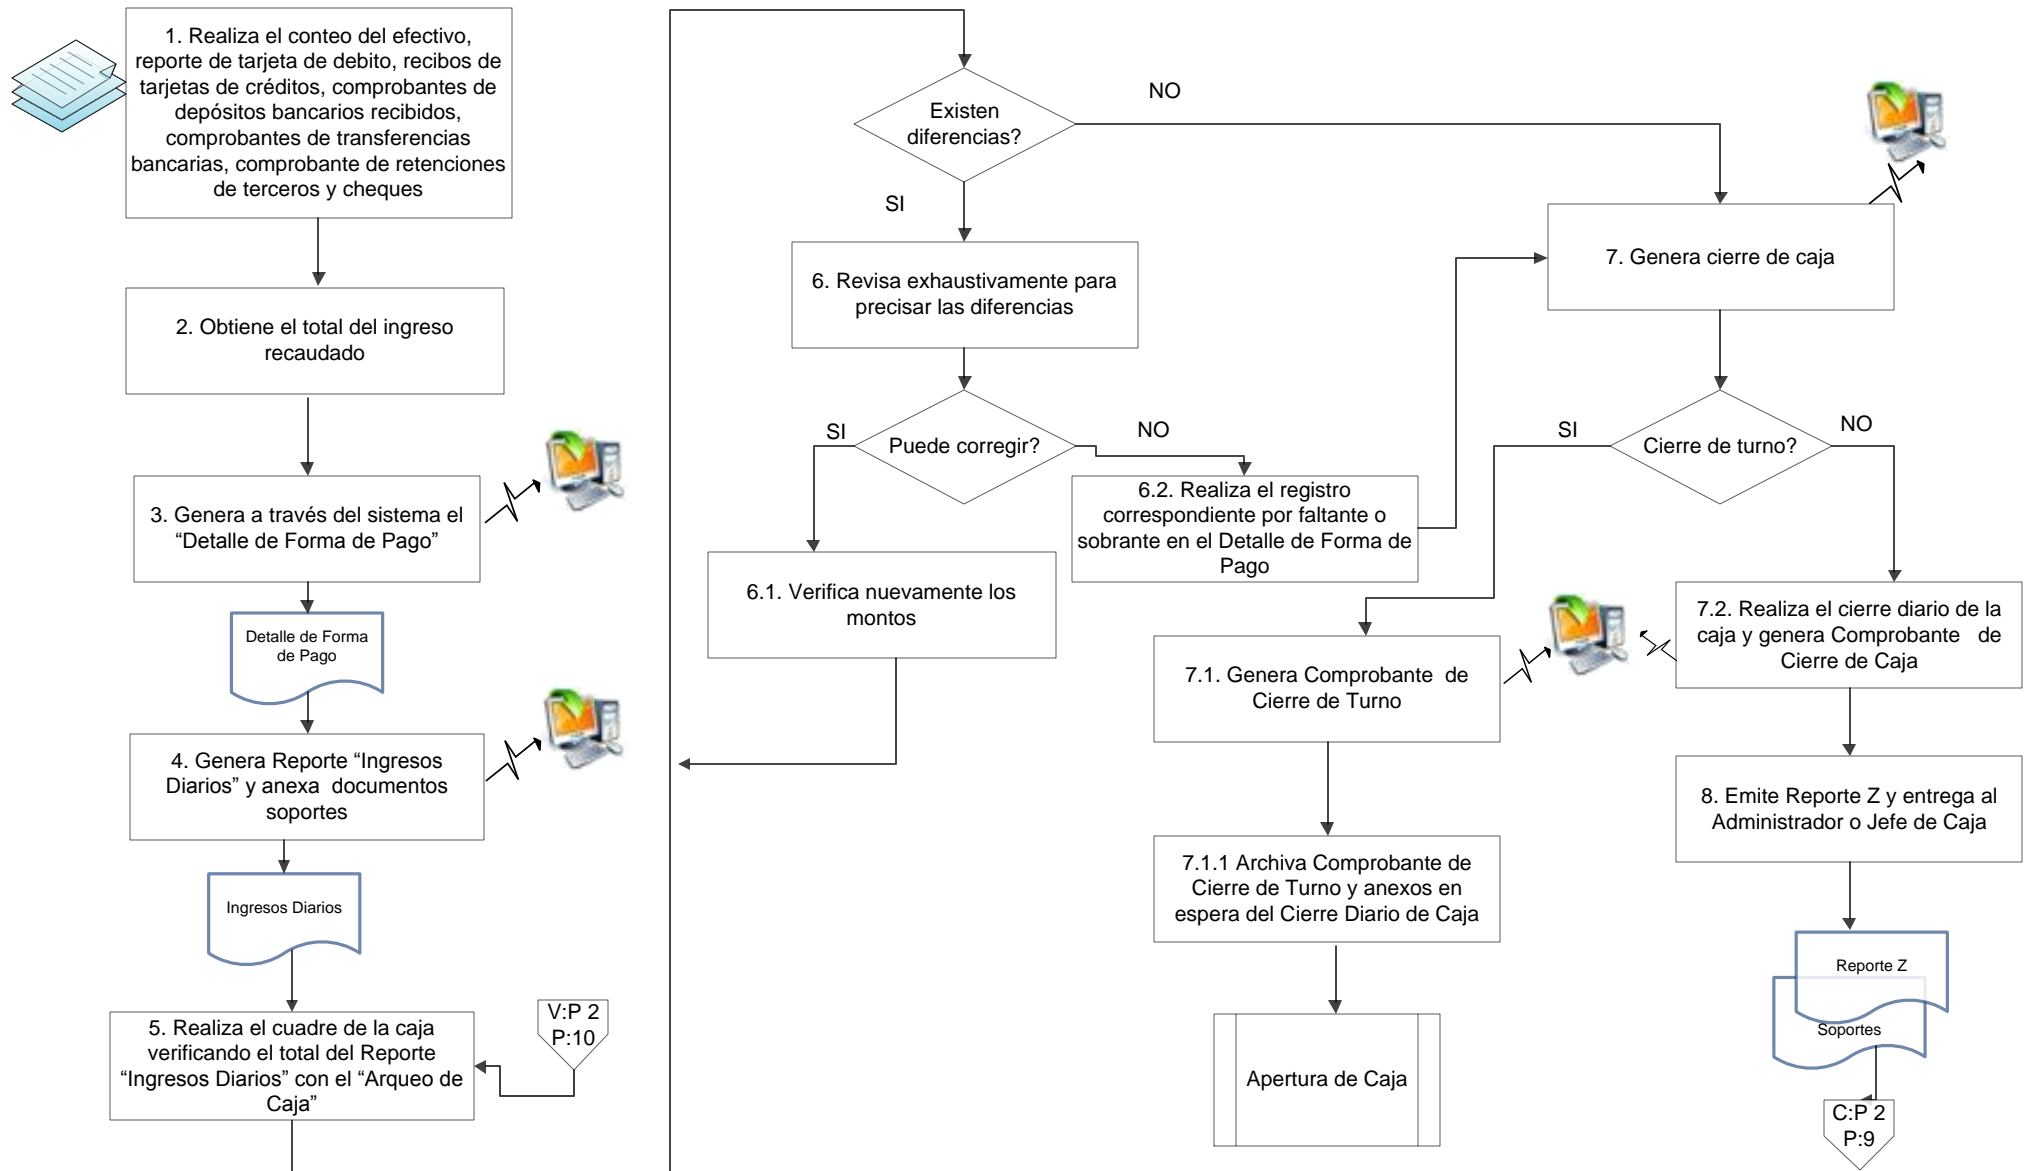 1. Realiza el conteo del efectivo,
reporte de tarjeta de debito, recibos de
tarjetas de créditos, comprobantes de
depósitos bancarios recibidos,
comprobantes de transferencias
bancarias, comprobante de retenciones
de terceros y cheques
2. Obtiene el total del ingreso
recaudado
3. Genera a través del sistema el
“Detalle de Forma de Pago”
Detalle de Forma
de Pago
4. Genera Reporte “Ingresos
Diarios” y anexa documentos
soportes
Ingresos Diarios
5. Realiza el cuadre de la caja
verificando el total del Reporte
“Ingresos Diarios” con el “Arqueo de
Caja”
V:P 2
P:10
Existen
diferencias?
NO
SI
6. Revisa exhaustivamente para
precisar las diferencias
Puede corregir?
SI
NO
6.1. Verifica nuevamente los
montos
6.2. Realiza el registro
correspondiente por faltante o
sobrante en el Detalle de Forma de
Pago
7. Genera cierre de caja
Cierre de turno?
SI
NO
7.1. Genera Comprobante de
Cierre de Turno
7.1.1 Archiva Comprobante de
Cierre de Turno y anexos en
espera del Cierre Diario de Caja
Apertura de Caja
7.2. Realiza el cierre diario de la
caja y genera Comprobante de
Cierre de Caja
8. Emite Reporte Z y entrega al
Administrador o Jefe de Caja
Reporte Z
Soportes
C:P 2
P:9